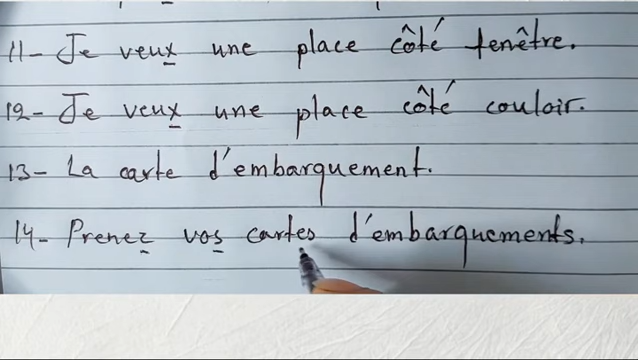 11- Je veux une place côté fenêtre.
12- Je veux une place côté couloir.
13- La carte d'embarquement.
14- Prenez vos cartes d'embarquements.